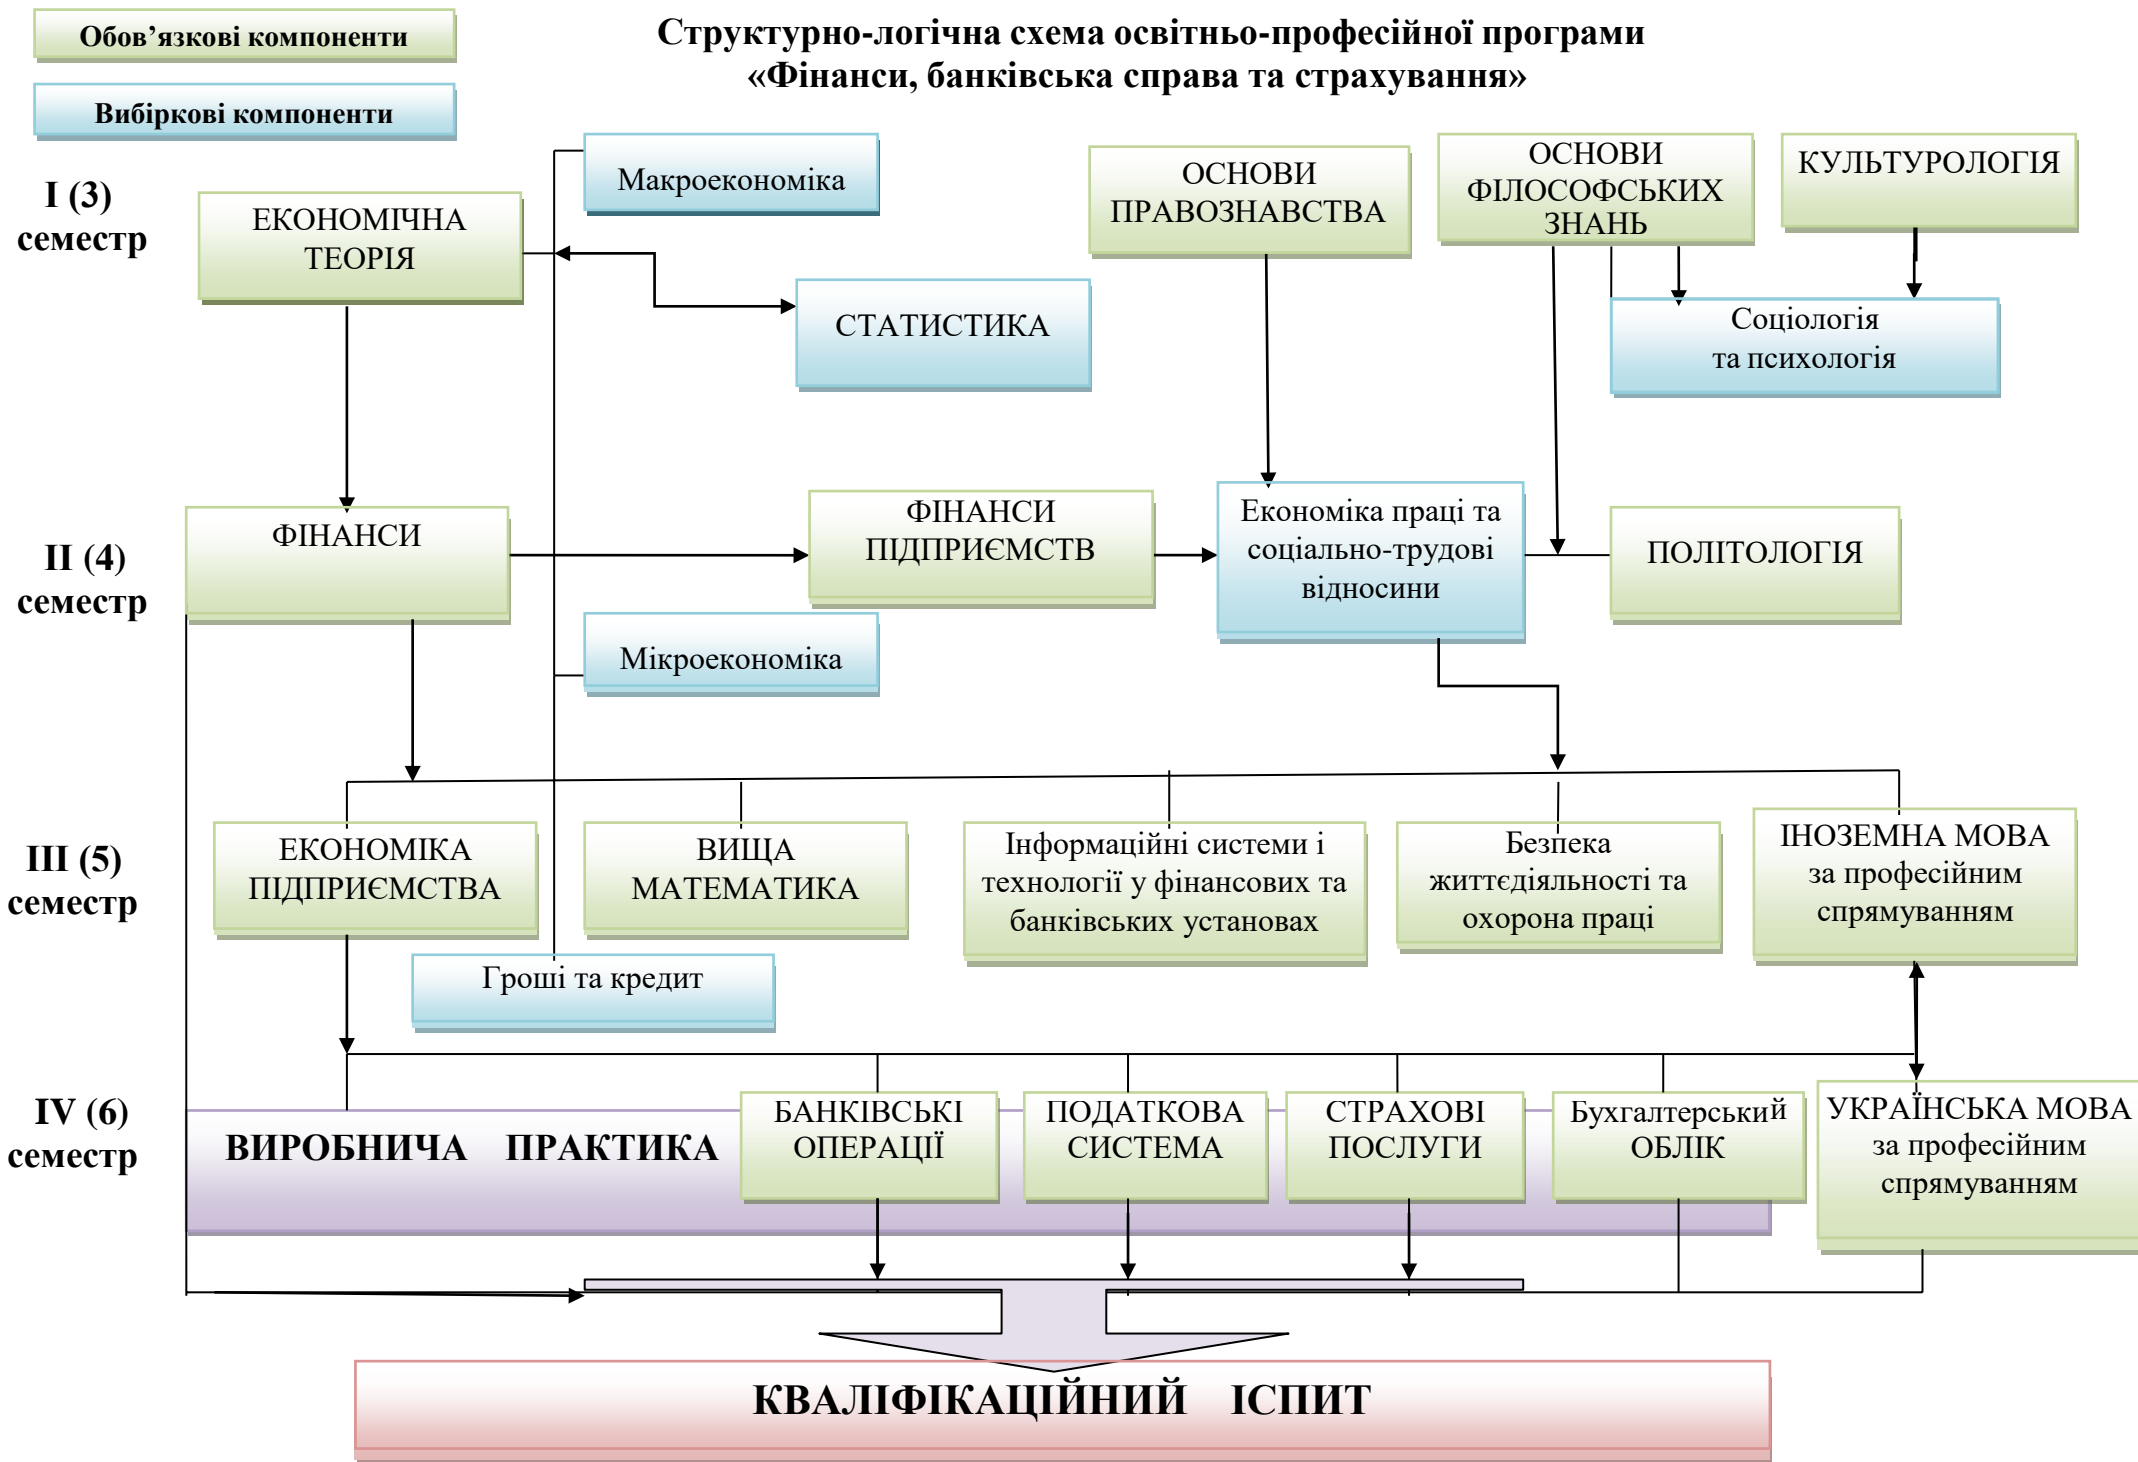 Обов’язкові компоненти
Вибіркові компоненти
Структурно-логічна схема освітньо-професійної програми
«Фінанси, банківська справа та страхування»
І (3)
семестр
ЕКОНОМІЧНА
ТЕОРІЯ
Макроекономіка
СТАТИСТИКА
ОСНОВИ
ПРАВОЗНАВСТВА
ОСНОВИ
ФІЛОСОФСЬКИХ
ЗНАНЬ
КУЛЬТУРОЛОГІЯ
Соціологія
та психологія
ІІ (4)
семестр
ФІНАНСИ
ФІНАНСИ
ПІДПРИЄМСТВ
Економіка праці та
соціально-трудові
відносини
ПОЛІТОЛОГІЯ
Мікроекономіка
ІІІ (5)
семестр
ЕКОНОМІКА
ПІДПРИЄМСТВА
ВИЩА
МАТЕМАТИКА
Інформаційні системи і
технології у фінансових та
банківських установах
Безпека
життєдіяльності та
охорона праці
ІНОЗЕМНА МОВА
за професійним
спрямуванням
Гроші та кредит
IV (6)
семестр
ВИРОБНИЧА ПРАКТИКА
БАНКІВСЬКІ
ОПЕРАЦІЇ
ПОДАТКОВА
СИСТЕМА
СТРАХОВІ
ПОСЛУГИ
Бухгалтерський
ОБЛІК
УКРАЇНСЬКА МОВА
за професійним
спрямуванням
КВАЛІФІКАЦІЙНИЙ ІСПИТ